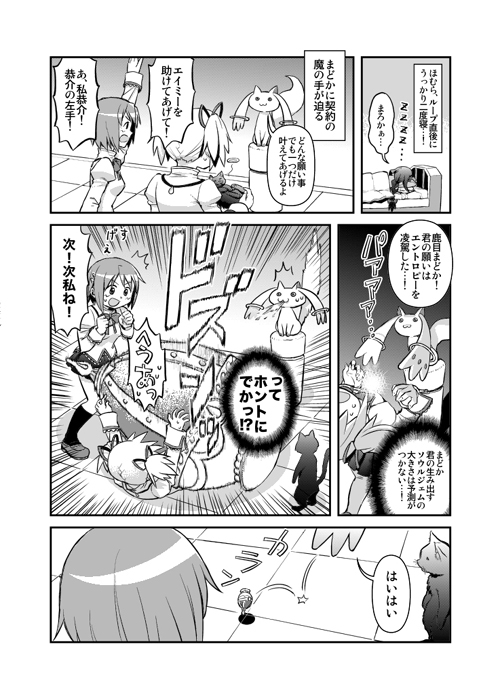 ほむら、ループ直後に
うっかり二度寝…!
ZZZZ…
まろかぁ…
まどかに契約の
魔の手が迫る
どんな願い事
でも一つだけ
叶えてあげるよ
エイミーを
助けてあげて!
あ、私恭介!
恭介の左手!
鹿目まどか!
君の願いは
エントロピーを
凌駕した…!
パァァァァ…
まどか
君の生み出す
ソウルジェムの
大きさは予測が
つかない…!
ドズッ
って
ホントに
でかっ!?
げぇ
すっ
へうあっ
次!次私ね!
はいはい
カラン